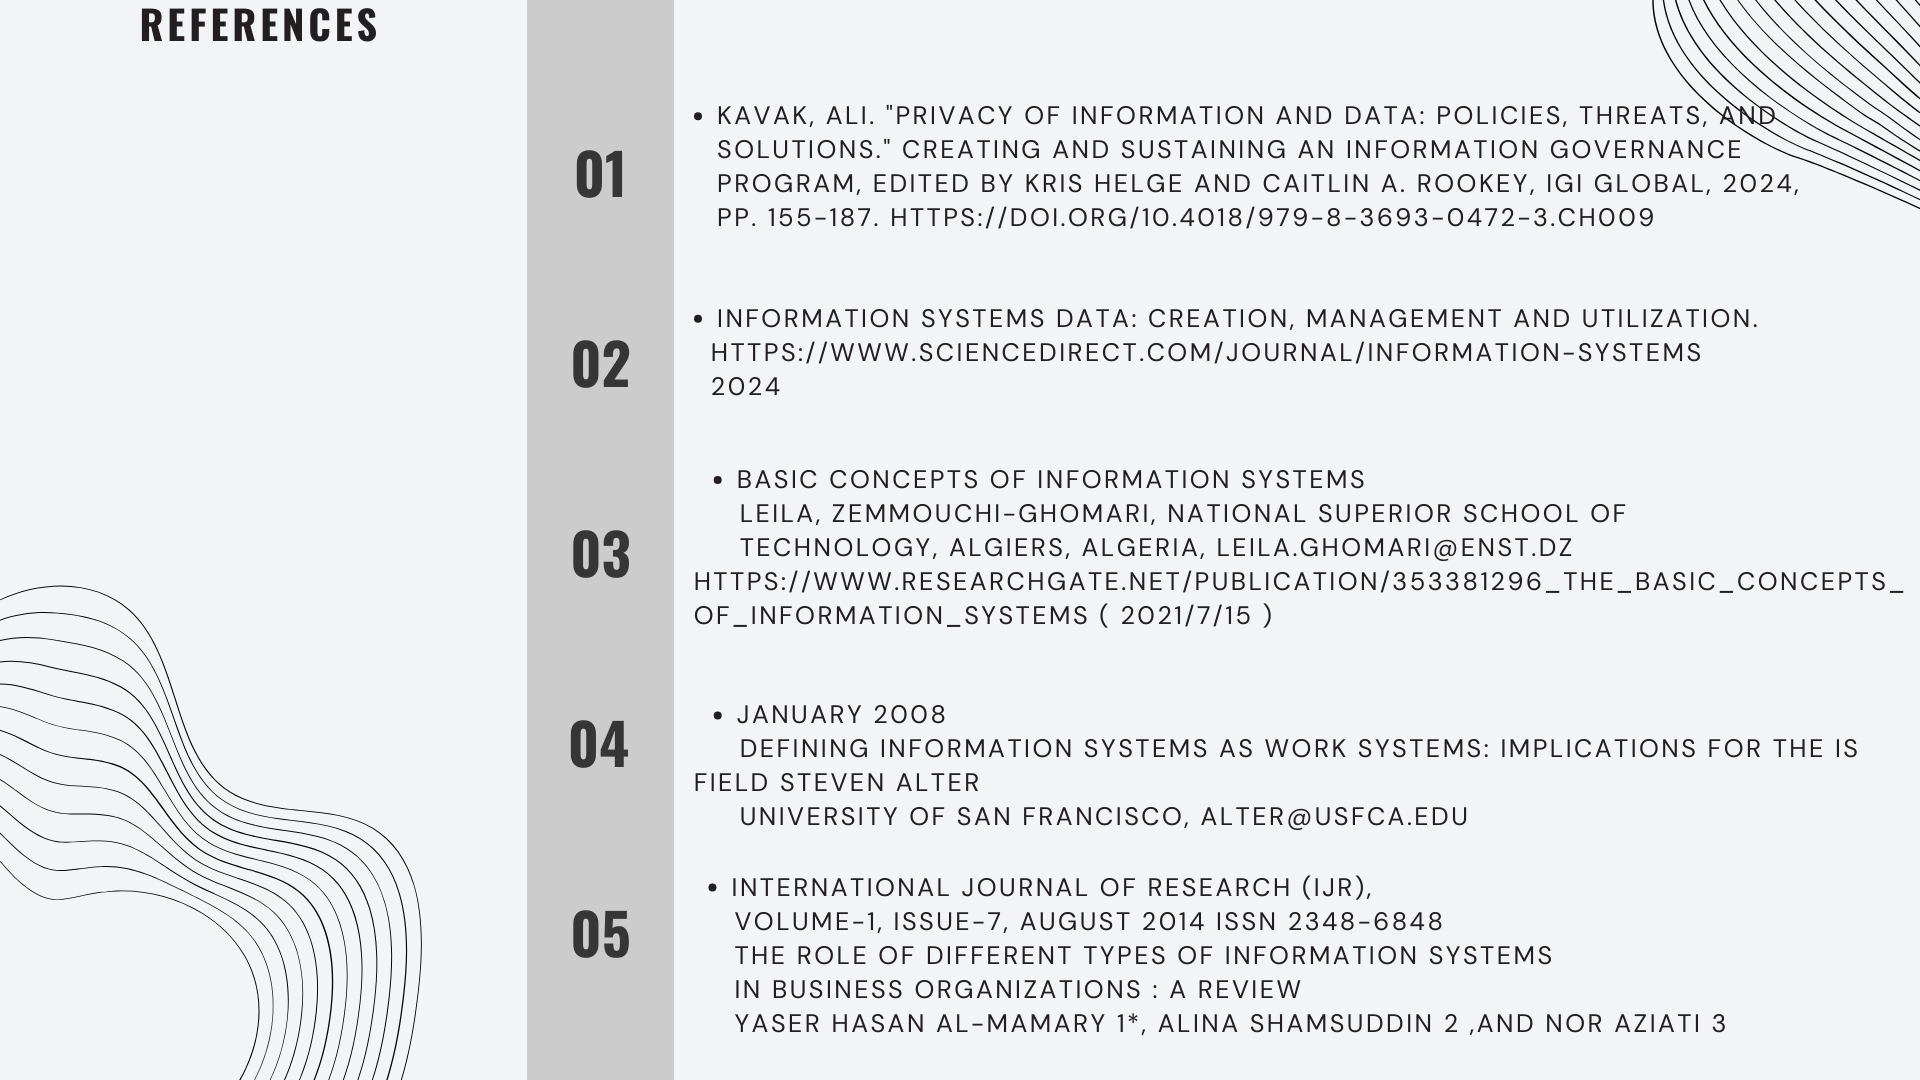 REFERENCES
01
• KAVAK, ALI. "PRIVACY OF INFORMATION AND DATA: POLICIES, THREATS, AND
SOLUTIONS." CREATING AND SUSTAINING AN INFORMATION GOVERNANCE
PROGRAM, EDITED BY KRIS HELGE AND CAITLIN A. ROOKEY, IGI GLOBAL, 2024,
PP. 155-187. HTTPS://DOI.ORG/10.4018/979-8-3693-0472-3.CH009
02
• INFORMATION SYSTEMS DATA: CREATION, MANAGEMENT AND UTILIZATION.
HTTPS://WWW.SCIENCEDIRECT.COM/JOURNAL/INFORMATION-SYSTEMS
2024
03
• BASIC CONCEPTS OF INFORMATION SYSTEMS
LEILA, ZEMMOUCHI-GHOMARI, NATIONAL SUPERIOR SCHOOL OF
TECHNOLOGY, ALGIERS, ALGERIA, LEILA.GHOMARI@ENST.DZ
HTTPS://WWW.RESEARCHGATE.NET/PUBLICATION/353381296_THE_BASIC_CONCEPTS_
OF_INFORMATION_SYSTEMS ( 2021/7/15 )
04
• JANUARY 2008
DEFINING INFORMATION SYSTEMS AS WORK SYSTEMS: IMPLICATIONS FOR THE IS
FIELD STEVEN ALTER
UNIVERSITY OF SAN FRANCISCO, ALTER@USFCA.EDU
05
• INTERNATIONAL JOURNAL OF RESEARCH (IJR),
VOLUME-1, ISSUE-7, AUGUST 2014 ISSN 2348-6848
THE ROLE OF DIFFERENT TYPES OF INFORMATION SYSTEMS
IN BUSINESS ORGANIZATIONS : A REVIEW
YASER HASAN AL-MAMARY 1*, ALINA SHAMSUDDIN 2 ,AND NOR AZIATI 3